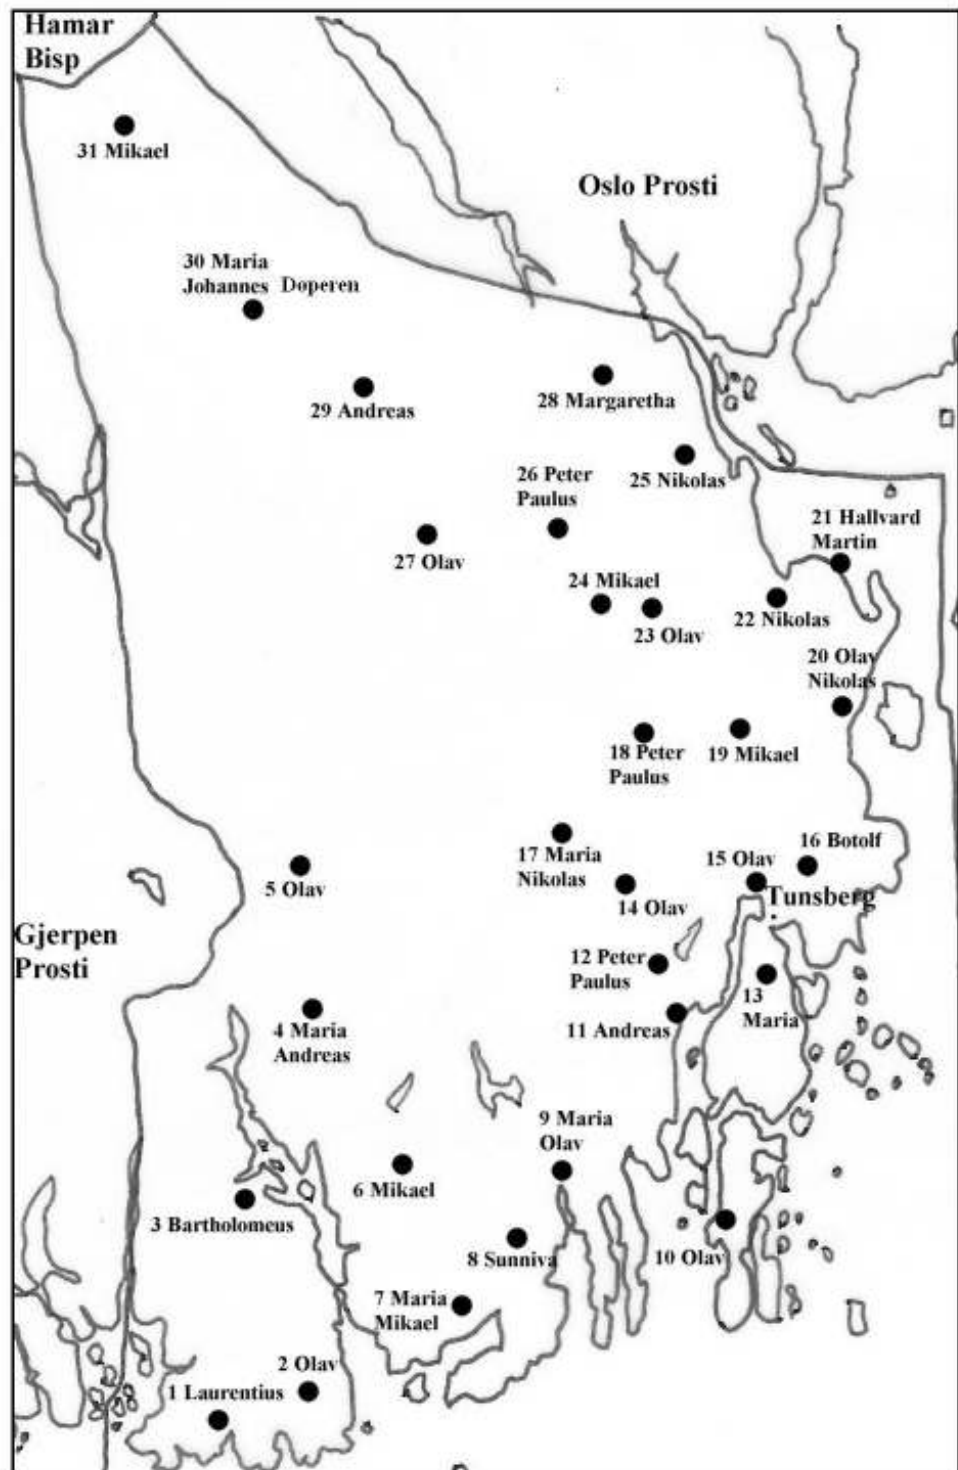 Hamar
Bisp
31 Mikael
Oslo Prosti
30 Maria
Johannes Doperen
29 Andreas
28 Margaretha
26 Peter
Paulus
25 Nikolas
21 Hallvard
Martin
27 Olav
24 Mikael
23 Olav
22 Nikolas
20 Olav
Nikolas
18 Peter
Paulus
19 Mikael
17 Maria
Nikolas
5 Olav
14 Olav
15 Olav
16 Botolf
Tunsberg
Gjerpen
Prosti
12 Peter
Paulus
13
Maria
4 Maria
Andreas
11 Andreas
9 Maria
Olav
6 Mikael
3 Bartholomeus
8 Sunniva
10 Olav
7 Maria
Mikael
2 Olav
1 Laurentius